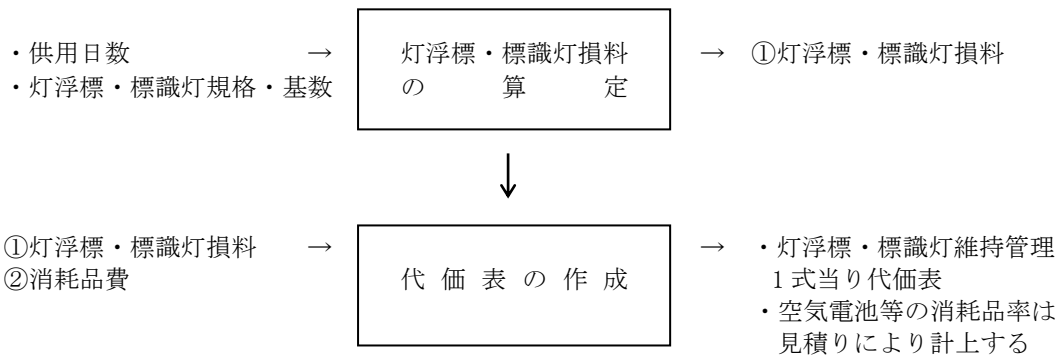 ・供用日数 → 灯浮標・標識灯損料 → ①灯浮標・標識灯損料
・灯浮標・標識灯規格・基数 の算定
↓
①灯浮標・標識灯損料 → 代価表の作成 → ・灯浮標・標識灯維持管理
②消耗品費 1式当り代価表
・空気電池等の消耗品率は
見積りにより計上する